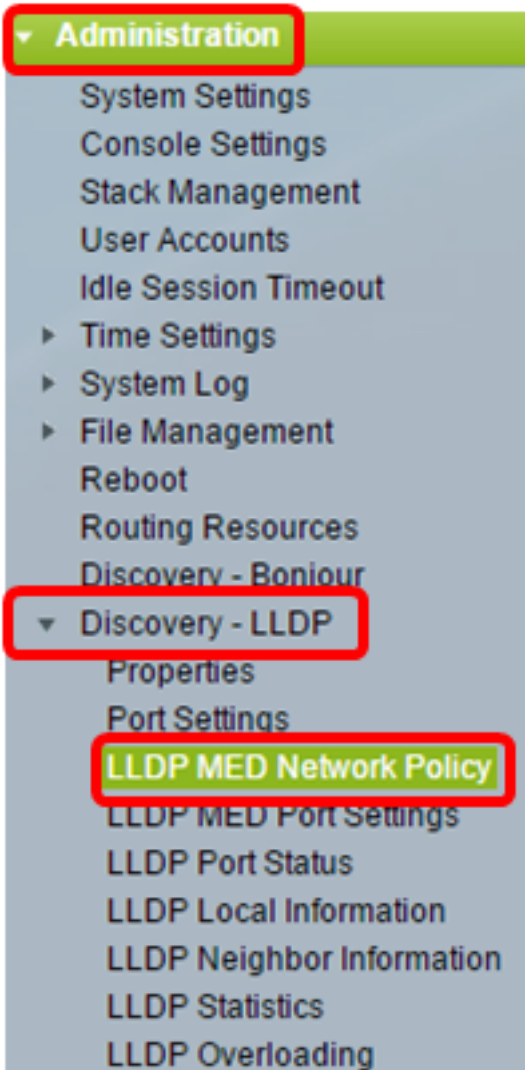 Administration
System Settings
Console Settings
Stack Management
User Accounts
Idle Session Timeout
Time Settings
System Log
File Management
Reboot
Routing Resources
Discovery - Bonjour
Discovery - LLDP
Properties
Port Settings
LLDP MED Network Policy
LLDP MED Port Settings
LLDP Port Status
LLDP Local Information
LLDP Neighbor Information
LLDP Statistics
LLDP Overloading